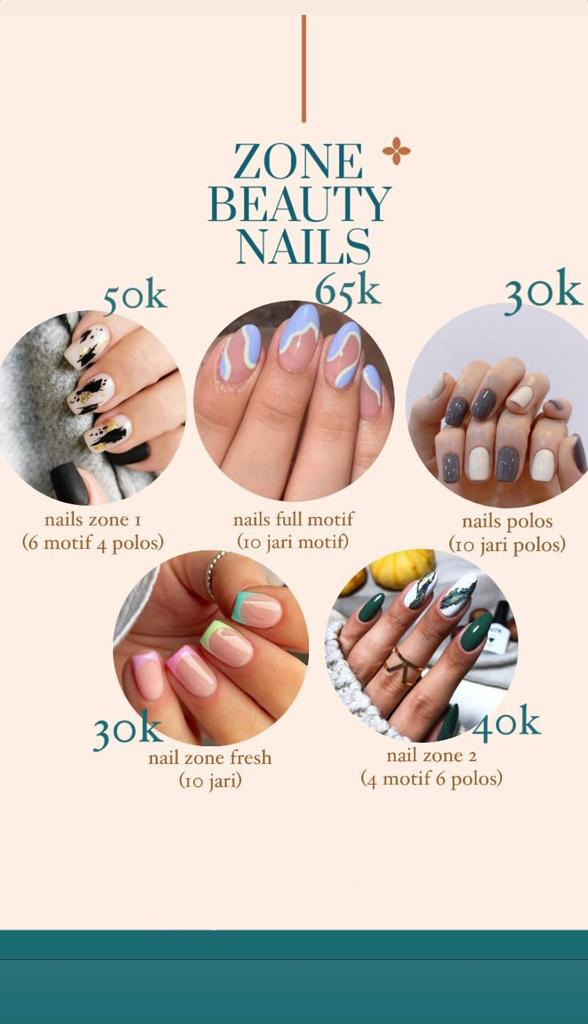 ZONE
BEAUTY
NAILS
50k
65k
30k
nails zone 1
(6 motif 4 polos)
nails full motif
(10 jari motif)
nails polos
(10 jari polos)
30k
nail zone fresh
(10 jari)
40k
nail zone 2
(4 motif 6 polos)